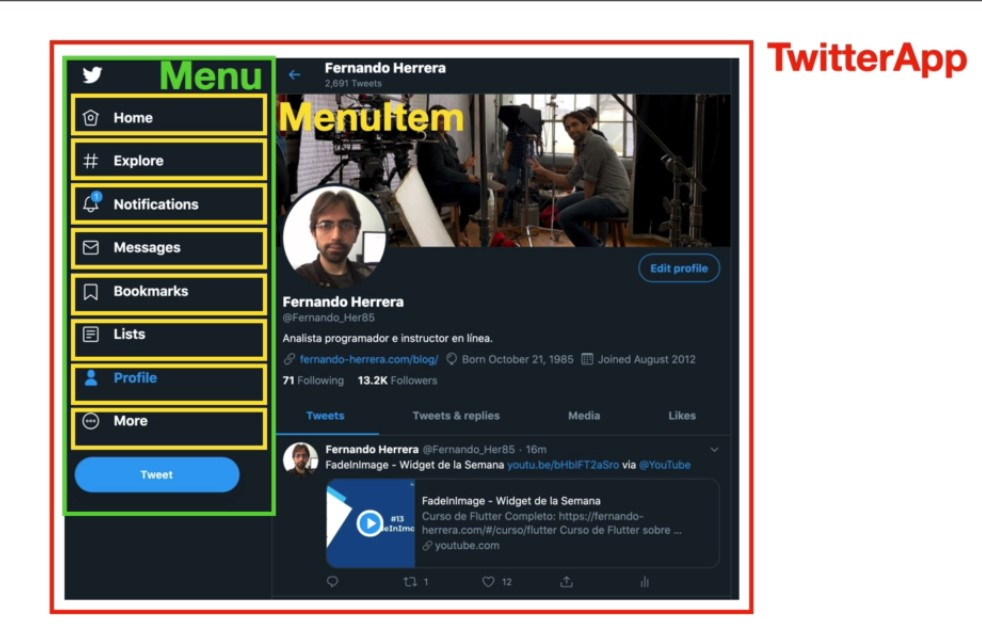 TwitterApp
Menu
Home
Explore
Notifications
1
Messages
Bookmarks
Lists
Profile
More
Tweet
Fernando Herrera
2,691 Tweets
MenuItem
Edit profile
Fernando Herrera
@Fernando_Her85
Analista programador e instructor en línea.
fernando-herrera.com/blog/ Born October 21, 1985 Joined August 2012
71 Following 13.2K Followers
Tweets Tweets & replies Media Likes
Fernando Herrera @Fernando_Her85 · 16m
FadeInImage - Widget de la Semana youtu.be/bHbIFT2aSro via @YouTube
#13
eInIma
FadeInImage - Widget de la Semana
Curso de Flutter Completo: https://fernando-
herrera.com/#/curso/flutter Curso de Flutter sobre ...
youtube.com
1 12